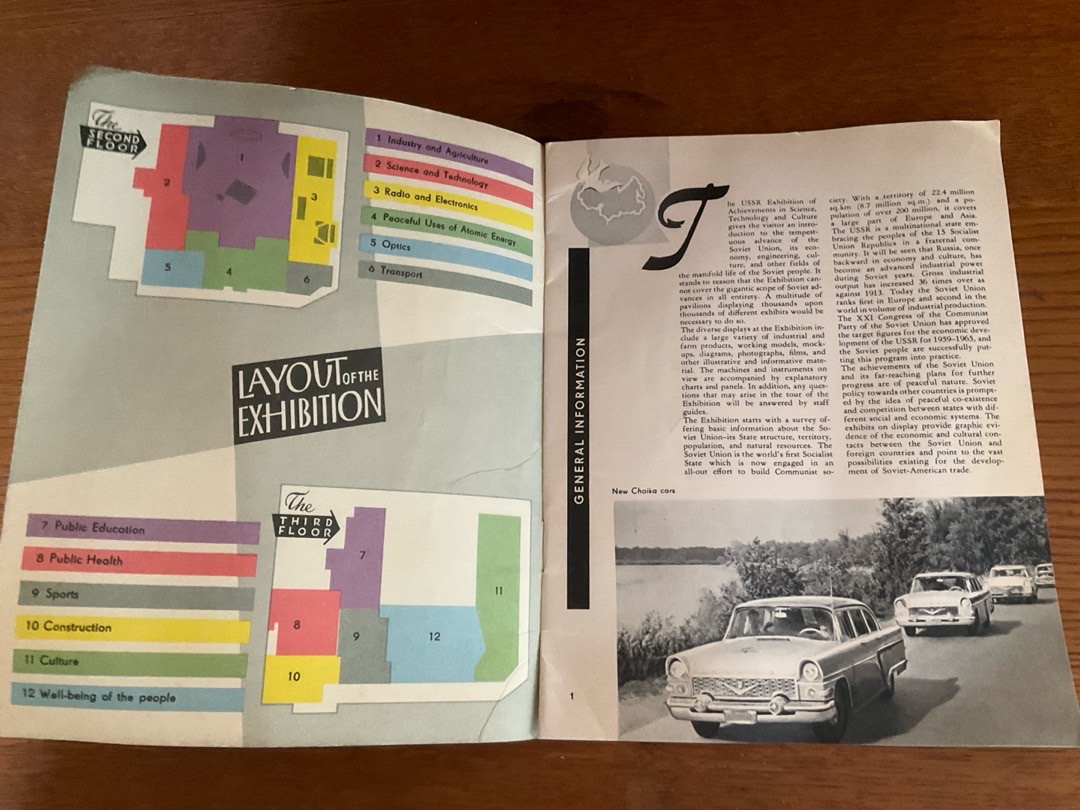 The
SECOND
FLOOR
1
2
3
4
5
6
1 Industry and Agriculture
2 Science and Technology
3 Radio and Electronics
4 Peaceful Uses of Atomic Energy
5 Optics
6 Transport
LAYOUT OF THE
EXHIBITION
7 Public Education
8 Public Health
9 Sports
10 Construction
11 Culture
12 Well-being of the people
The
THIRD
FLOOR
7
8
9
10
11
12
GENERAL INFORMATION
The USSR Exhibition of
Achievements in Science,
Technology and Culture
gives the visitor an intro-
duction to the tempest-
uous advance of the
Soviet Union, its eco-
nomy, engineering, cul-
ture, and other fields of
the manifold life of the Soviet people. It
stands to reason that the Exhibition can-
not cover the gigantic scope of Soviet ad-
vances in all entirety. A multitude of
pavilions displaying thousands upon
thousands of different exhibits would be
necessary to do so.
The diverse displays at the Exhibition in-
clude a large variety of industrial and
farm products, working models, mock-
ups, diagrams, photographs, films, and
other illustrative and informative mate-
rial. The machines and instruments on
view are accompanied by explanatory
charts and panels. In addition, any ques-
tions that may arise in the tour of the
Exhibition will be answered by staff
guides.
The Exhibition starts with a survey of-
fering basic information about the So-
viet Union—its State structure, territory,
population, and natural resources. The
Soviet Union is the world's first Socialist
State which is now engaged in an
all-out effort to build Communist so-
ciety. With a territory of 22.4 million
sq.km (8.7 million sq.m.) and a po-
pulation of over 200 million, it covers
a large part of Europe and Asia.
The USSR is a multinational state em-
bracing the peoples of the 15 Socialist
Union Republics in a fraternal com-
munity. It will be seen that Russia, once
backward in economy and culture, has
become an advanced industrial power
during Soviet years. Gross industrial
output has increased 36 times over as
against 1913. Today the Soviet Union
ranks first in Europe and second in the
world in volume of industrial production.
The XXI Congress of the Communist
Party of the Soviet Union has approved
the target figures for the economic deve-
lopment of the USSR for 1959-1965, and
the Soviet people are successfully put-
ting this program into practice.
The achievements of the Soviet Union
and its far-reaching plans for further
progress are of peaceful nature. Soviet
policy towards other countries is prompt-
ed by the idea of peaceful co-existence
and competition between states with dif-
ferent social and economic systems. The
exhibits on display provide graphic evi-
dence of the economic and cultural con-
tacts between the Soviet Union and
foreign countries and point to the vast
possibilities existing for the develop-
ment of Soviet-American trade.
New Chaika cars
1